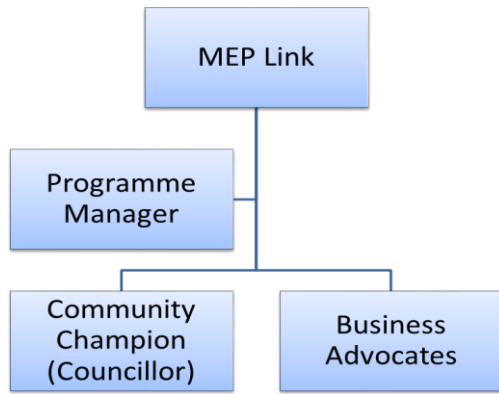 MEP Link
Programme
Manager
Community
Champion
(Councillor)
Business
Advocates